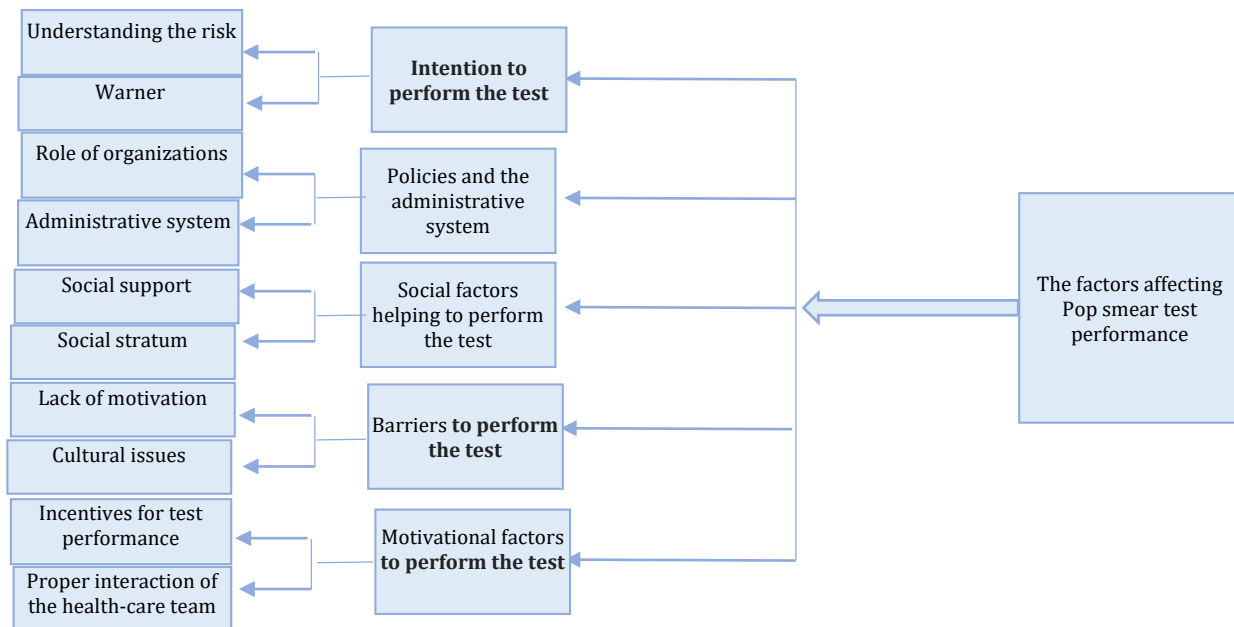 Understanding the risk
Warner
Role of organizations
Administrative system
Social support
Social stratum
Lack of motivation
Cultural issues
Incentives for test
performance
Proper interaction of
the health-care team
Intention to
perform the test
Policies and the
administrative
system
Social factors
helping to perform
the test
Barriers to perform
the test
Motivational factors
to perform the test
The factors affecting
Pop smear test
performance